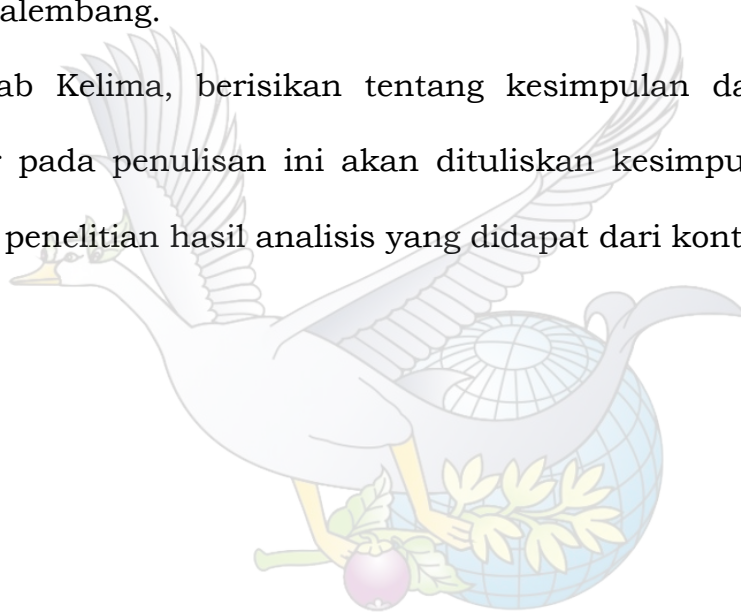 alembang.
ab Kelima, berisikan tentang kesimpulan da
pada penulisan ini akan dituliskan kesimpu
penelitian hasil analisis yang didapat dari kont